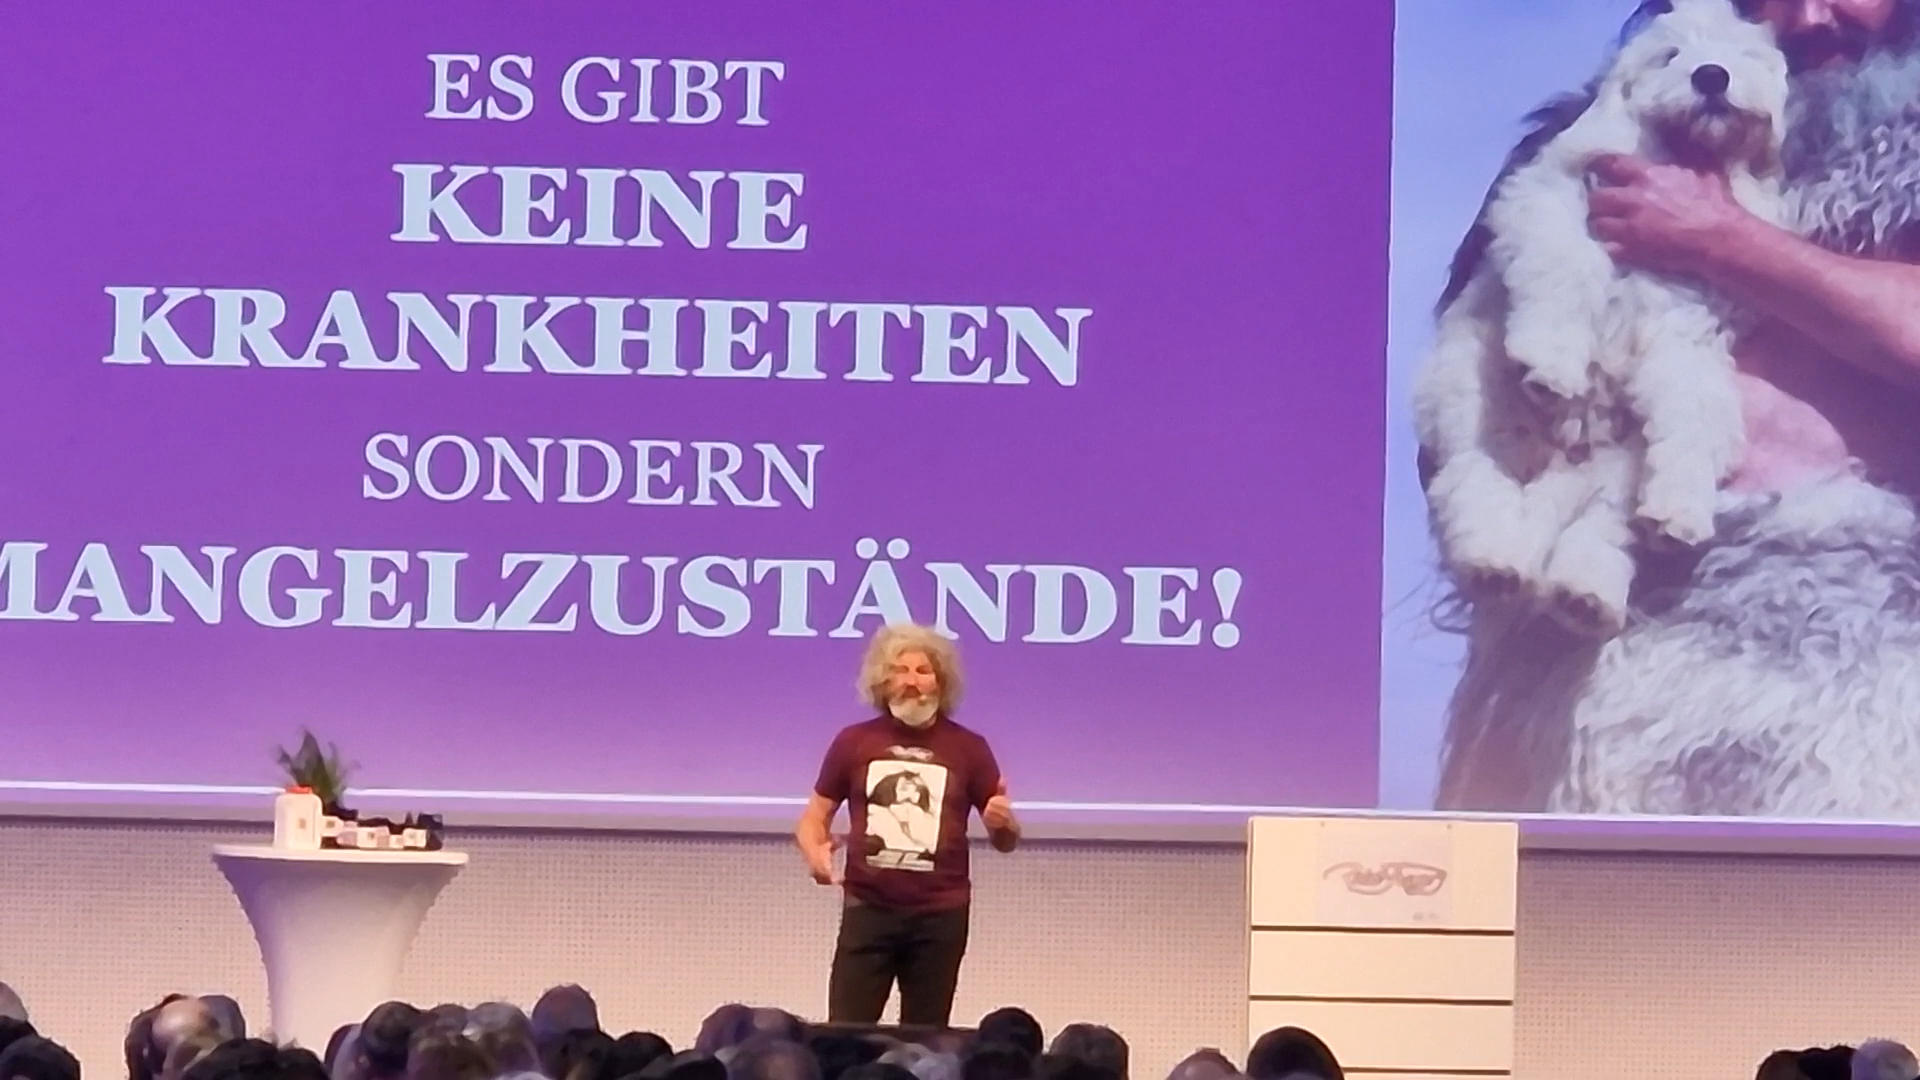 ES GIBT
KEINE
KRANKHEITEN
SONDERN
MANGELZUSTÄNDE!